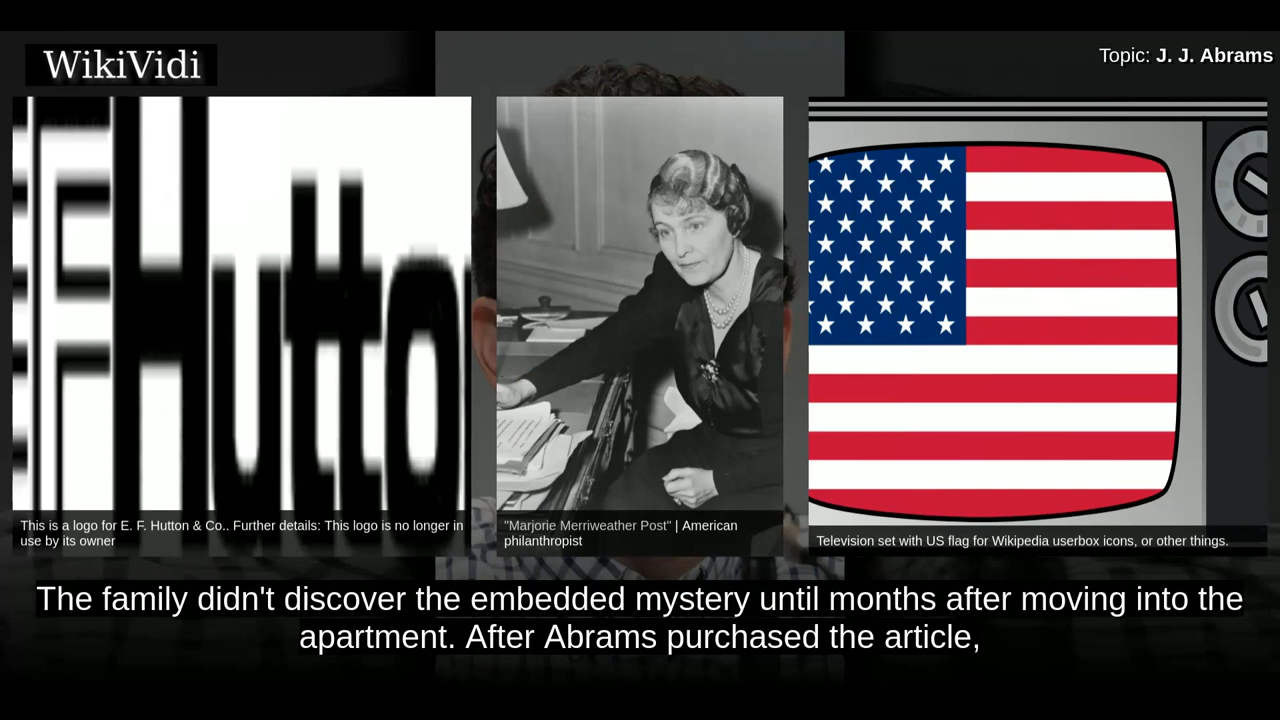 WikiVidi
Topic: J. J. Abrams
F Hutto
This is a logo for E. F. Hutton & Co.. Further details: This logo is no longer in
use by its owner
"Marjorie Merriweather Post" | American
philanthropist
Television set with US flag for Wikipedia userbox icons, or other things.
The family didn't discover the embedded mystery until months after moving into the
apartment. After Abrams purchased the article,